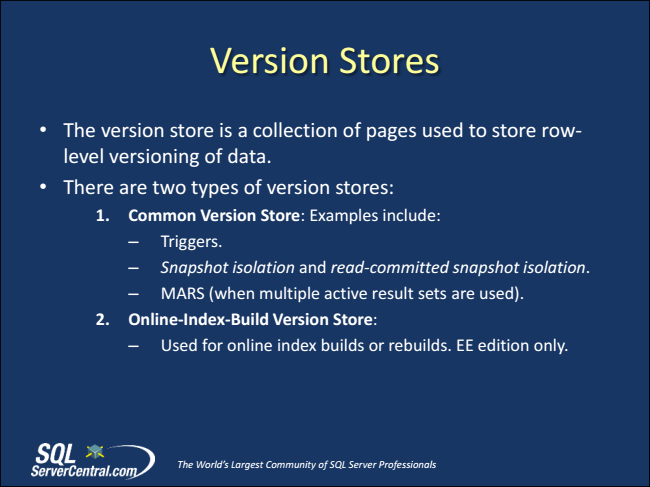 Version Stores
• The version store is a collection of pages used to store row-
level versioning of data.
• There are two types of version stores:
1. Common Version Store: Examples include:
– Triggers.
– Snapshot isolation and read-committed snapshot isolation.
– MARS (when multiple active result sets are used).
2. Online-Index-Build Version Store:
– Used for online index builds or rebuilds. EE edition only.
SQL
ServerCentral.com
The World's Largest Community of SQL Server Professionals